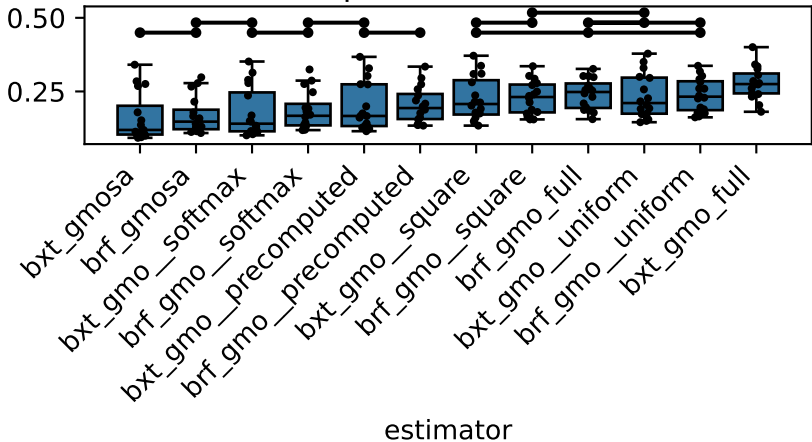 0.50
0.25
bxt_gmosa
brf_gmosa
bxt_gmo__softmax
brf_gmo__softmax
bxt_gmo__precomputed
brf_gmo__precomputed
bxt_gmo__square
brf_gmo__square
brf_gmo_full
bxt_gmo__uniform
brf_gmo__uniform
bxt_gmo_full
estimator